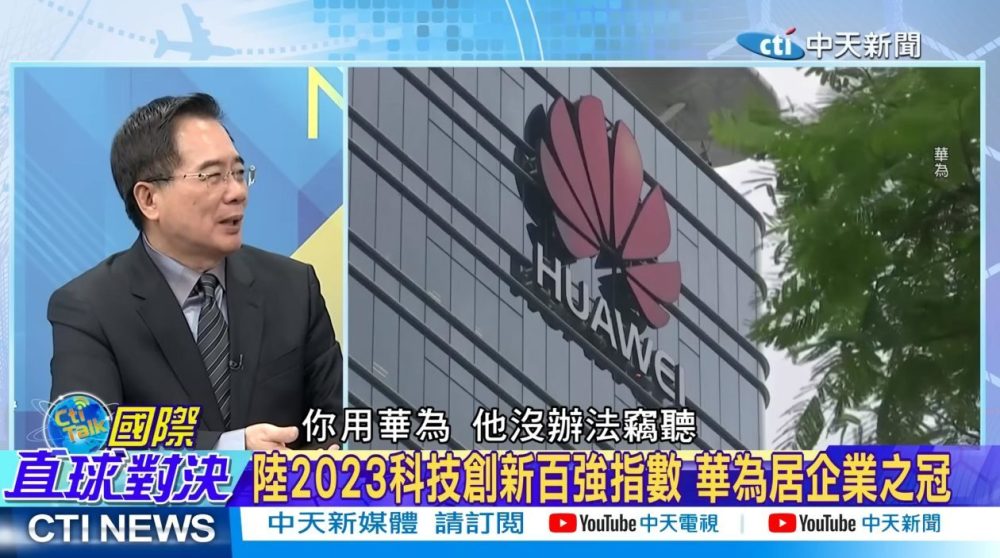 cti 中天新聞
華為
HUAWEI
你用華為 他沒辦法竊聽
Cti Talk 國際
直球對決
陸2023科技創新百強指數 華為居企業之冠
CTI NEWS
中天新媒體 請訂閱 YouTube 中天電視 | YouTube 中天新聞